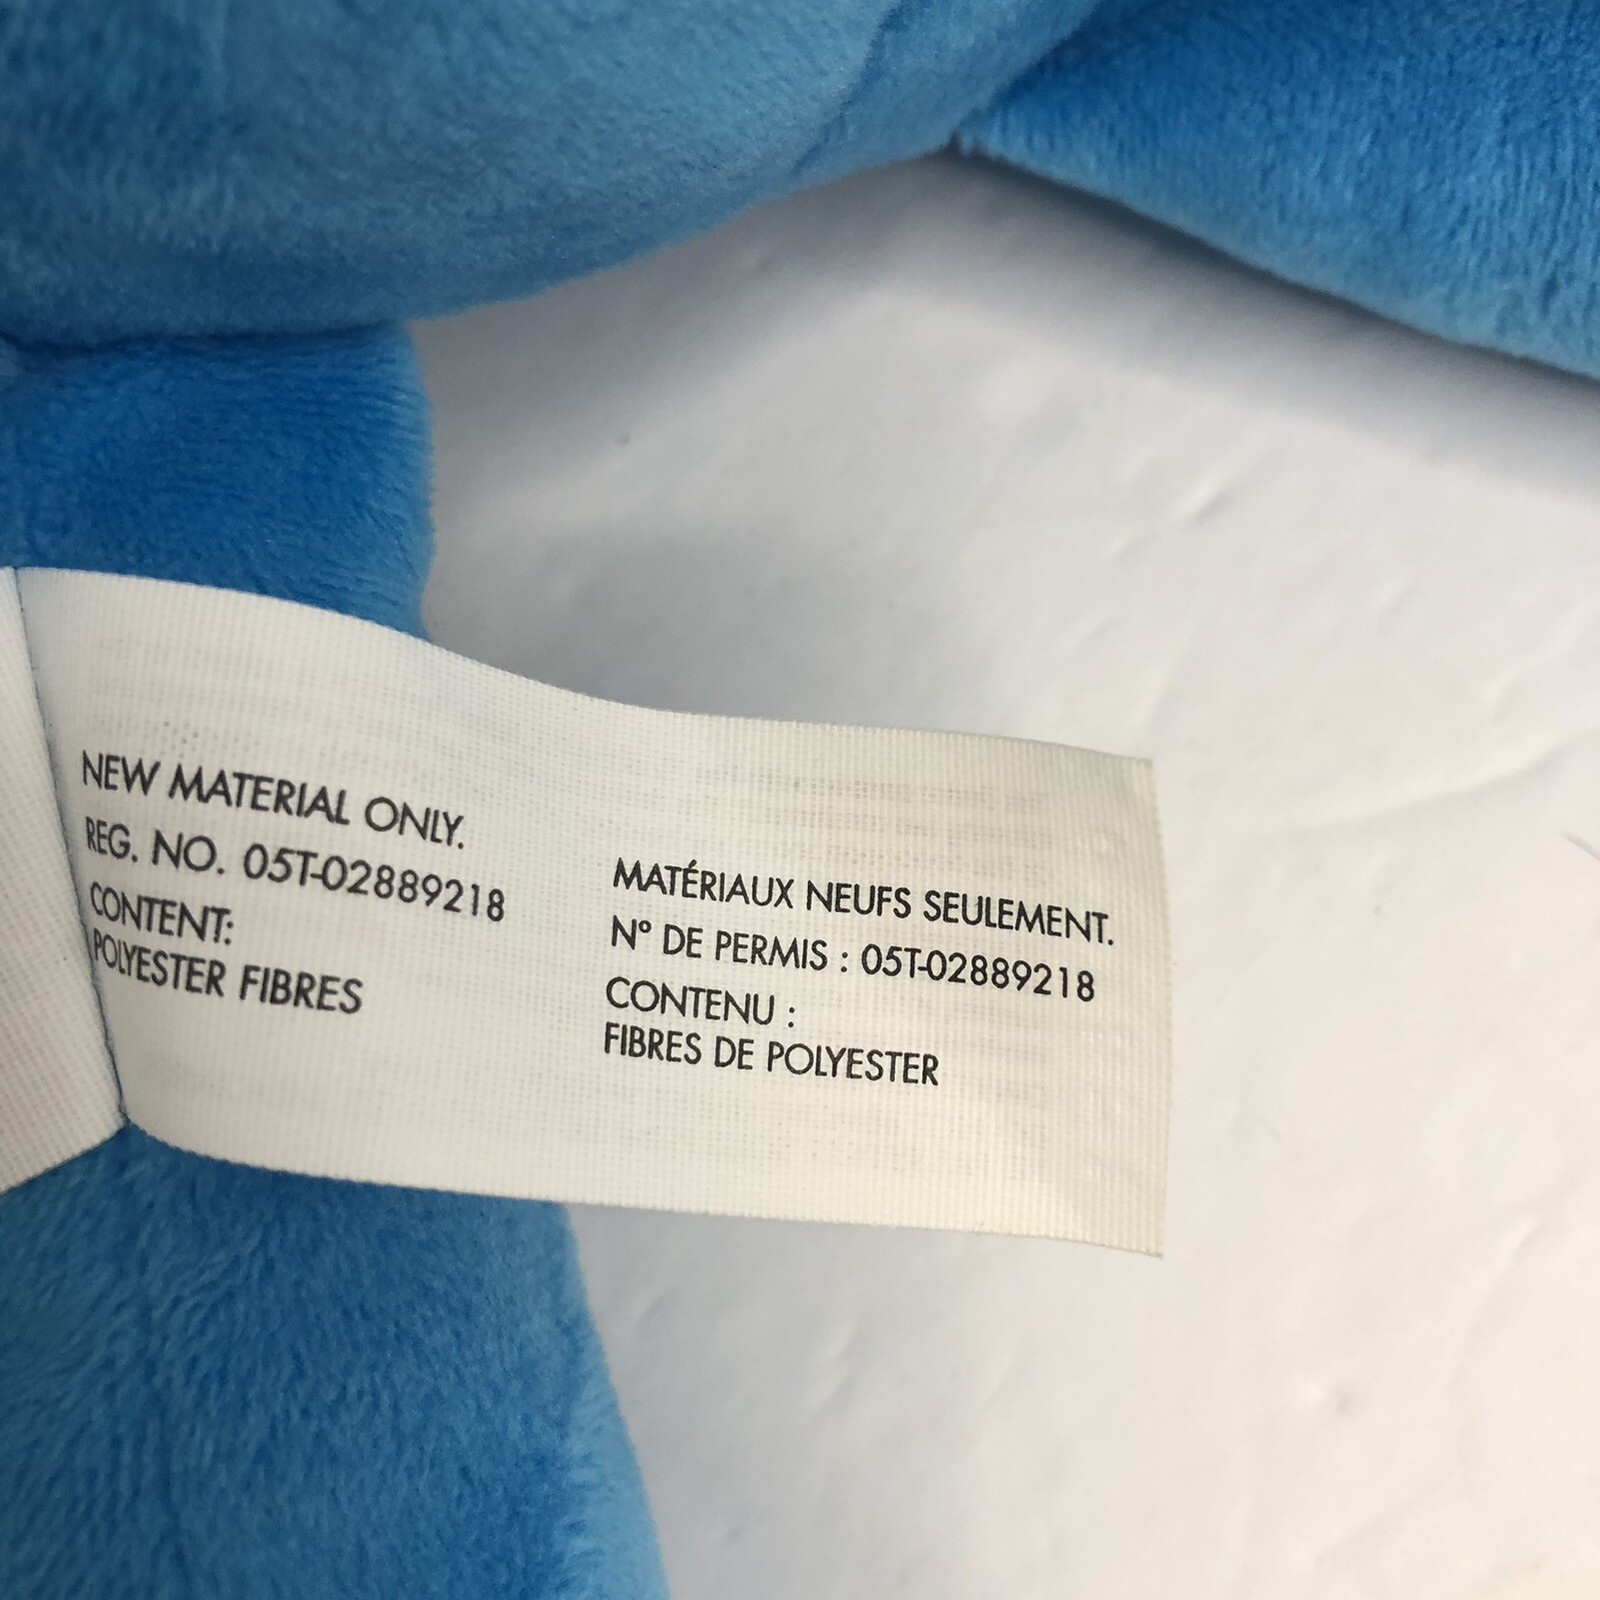 NEW MATERIAL ONLY.
REG. NO. 05T-02889218
CONTENT:
POLYESTER FIBRES
MATÉRIAUX NEUFS SEULEMENT.
N° DE PERMIS : 05T-02889218
CONTENU :
FIBRES DE POLYESTER